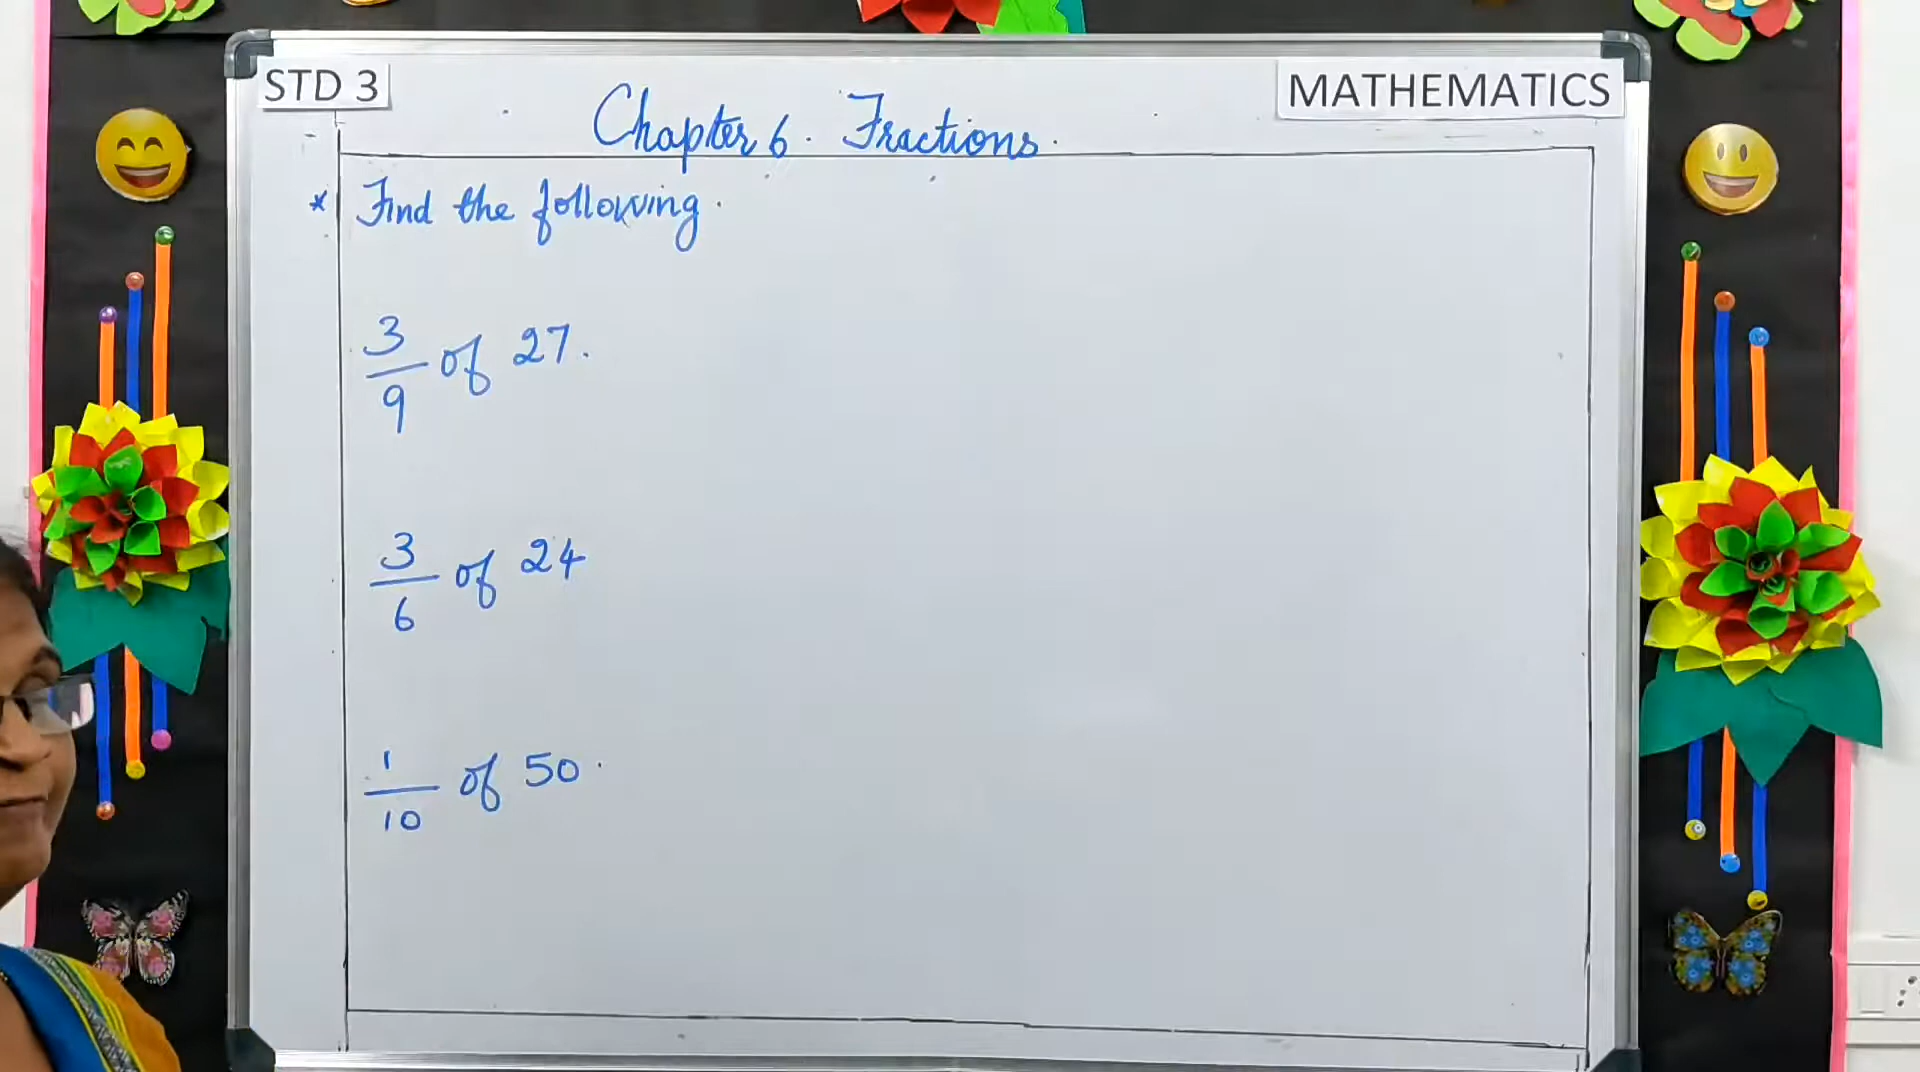 STD 3
MATHEMATICS
Chapter 6. Fractions.
* Find the following.
3/9 of 27.
3/6 of 24
1/10 of 50.